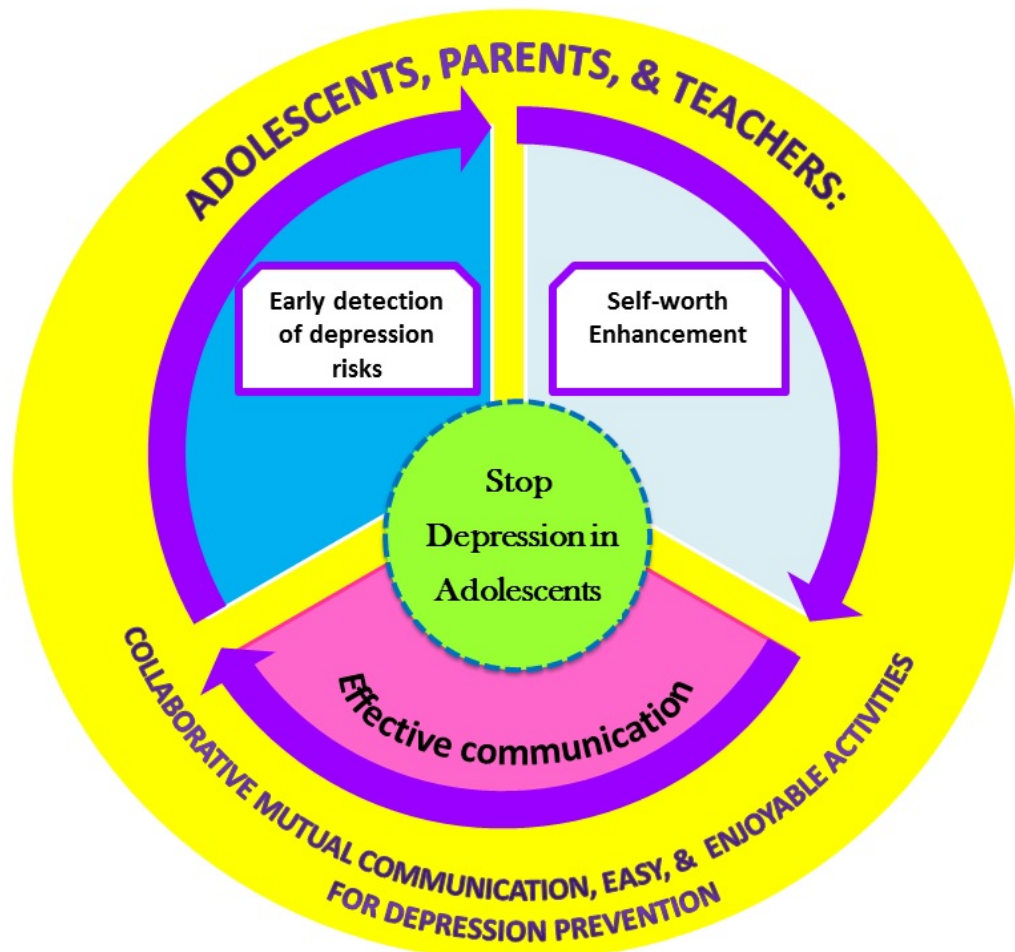 ADOLESCENTS, PARENTS, & TEACHERS:
Early detection
of depression
risks
Self-worth
Enhancement
Stop
Depression in
Adolescents
Effective communication
COLLABORATIVE MUTUAL COMMUNICATION, EASY, & ENJOYABLE ACTIVITIES
FOR DEPRESSION PREVENTION